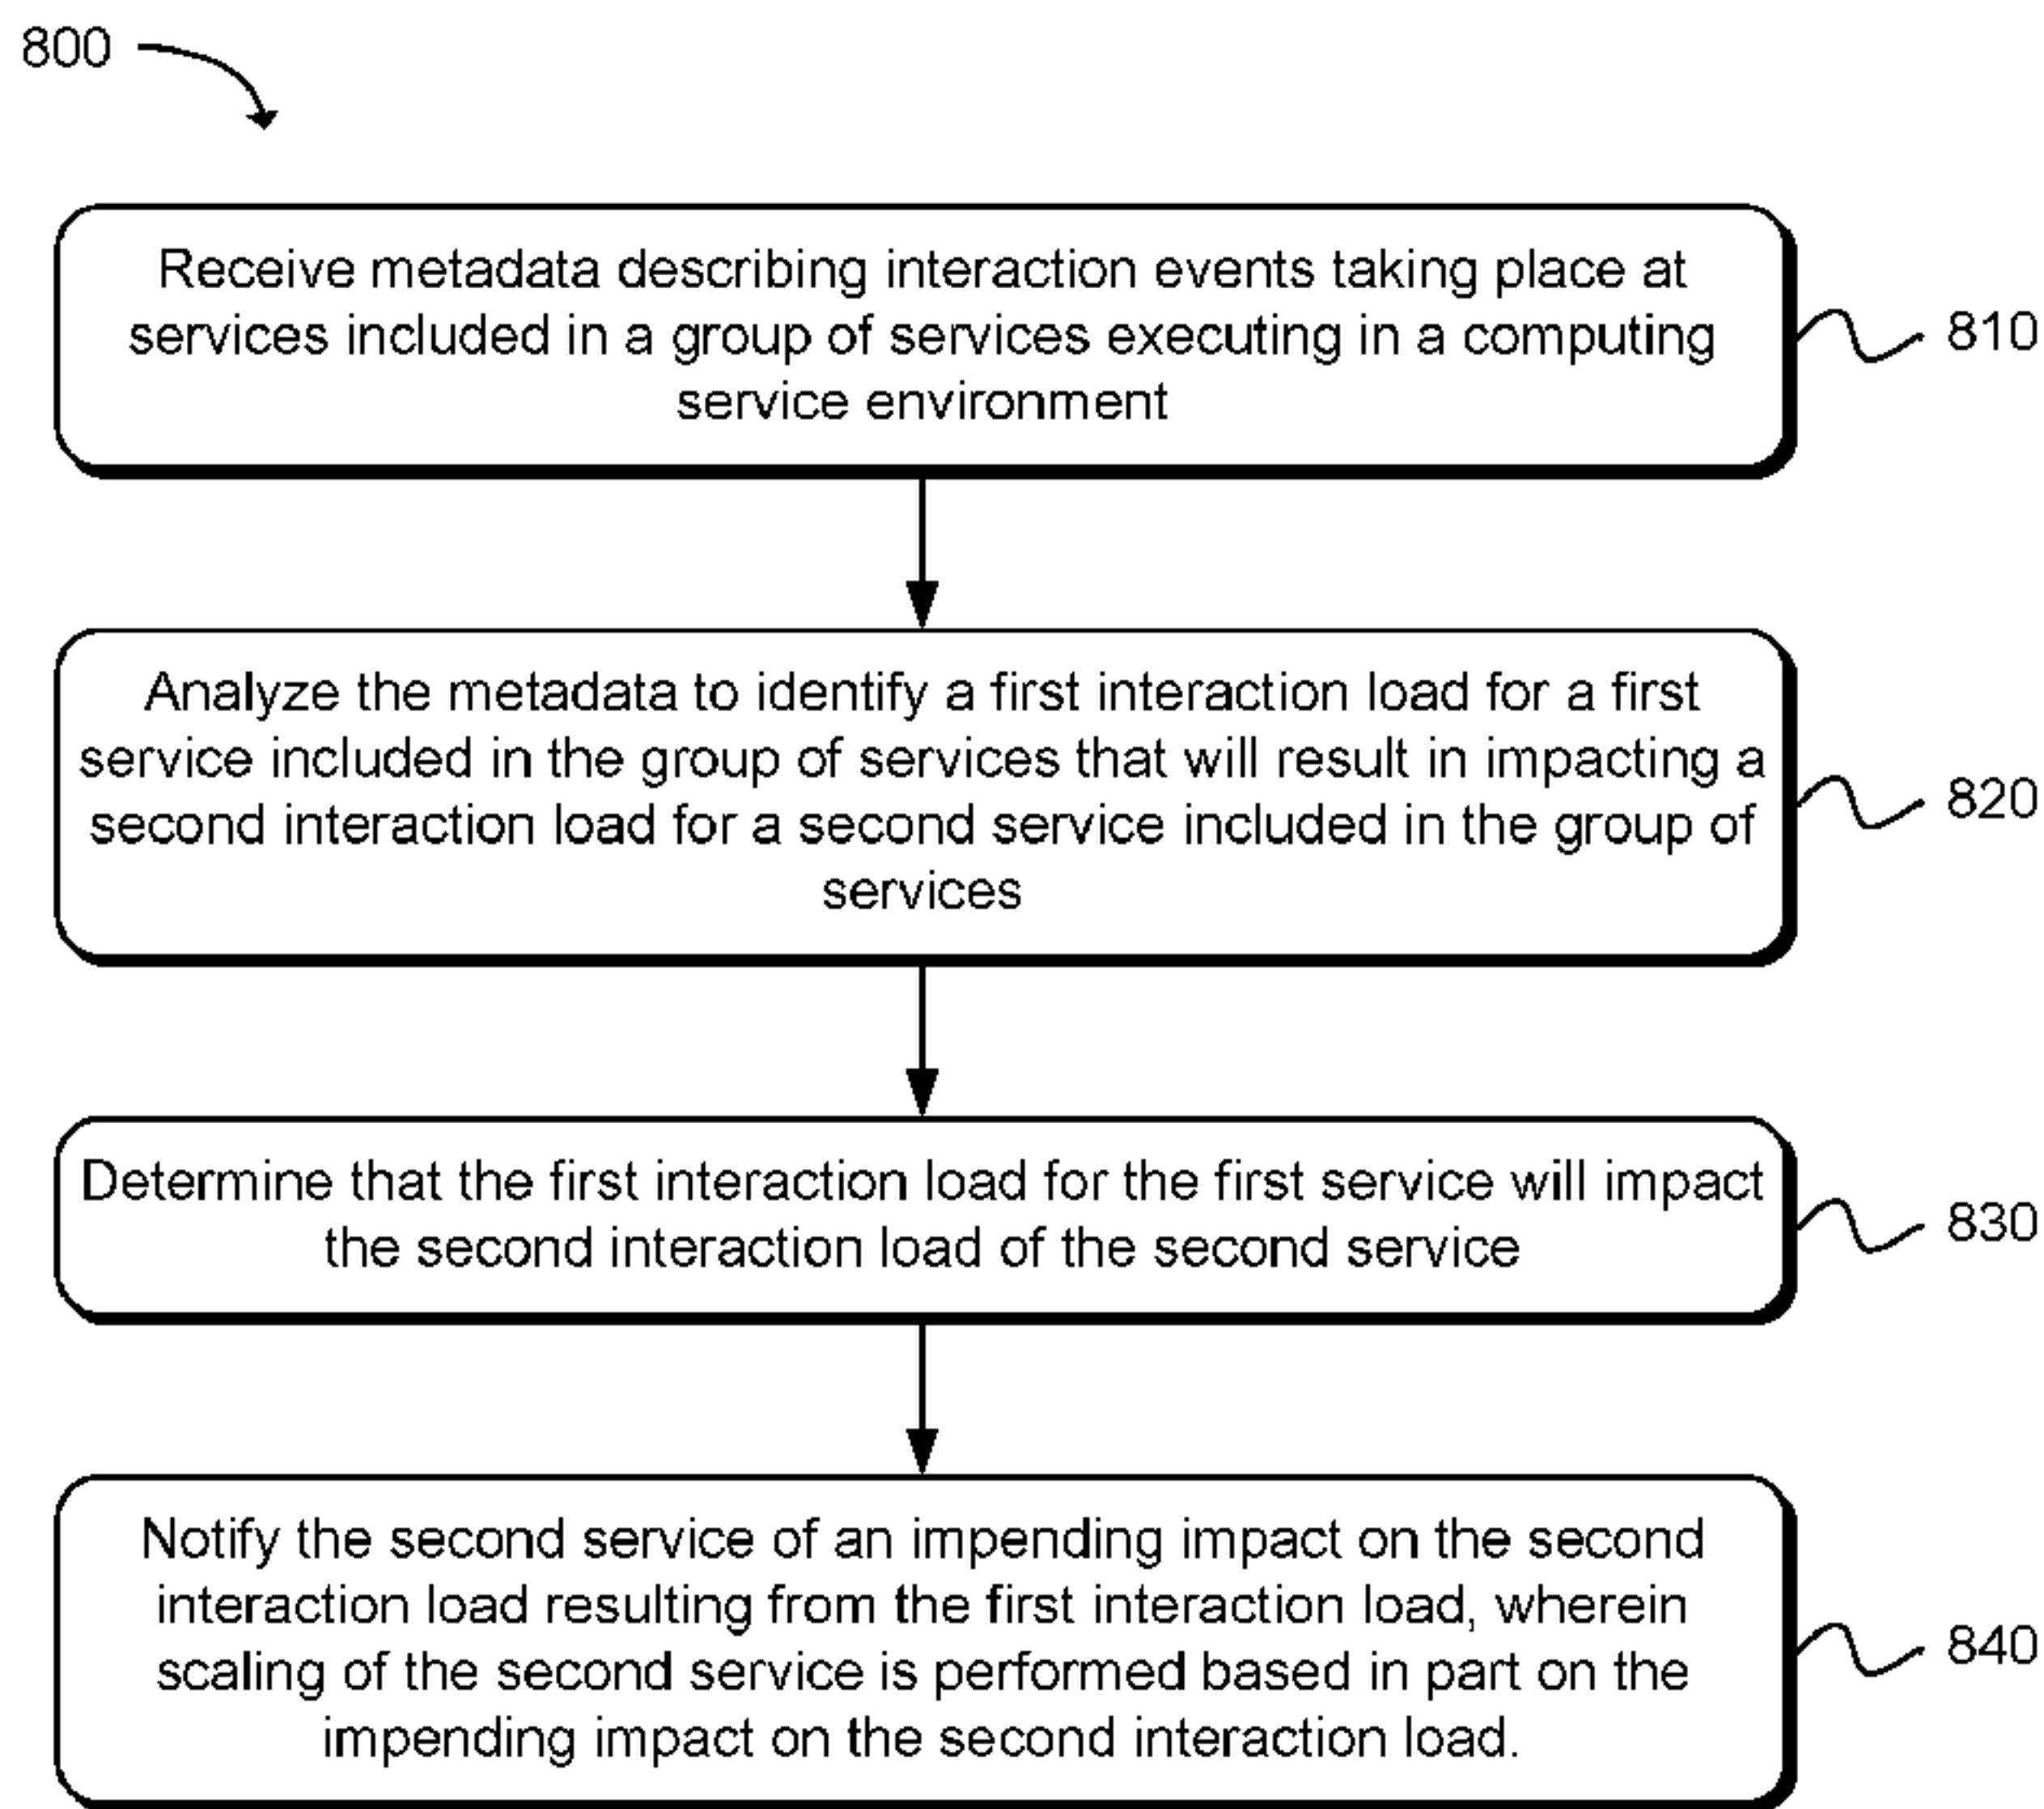 800
Receive metadata describing interaction events taking place at
services included in a group of services executing in a computing
service environment
810
Analyze the metadata to identify a first interaction load for a first
service included in the group of services that will result in impacting a
second interaction load for a second service included in the group of
services
820
Determine that the first interaction load for the first service will impact
the second interaction load of the second service
830
Notify the second service of an impending impact on the second
interaction load resulting from the first interaction load, wherein
scaling of the second service is performed based in part on the
impending impact on the second interaction load.
840